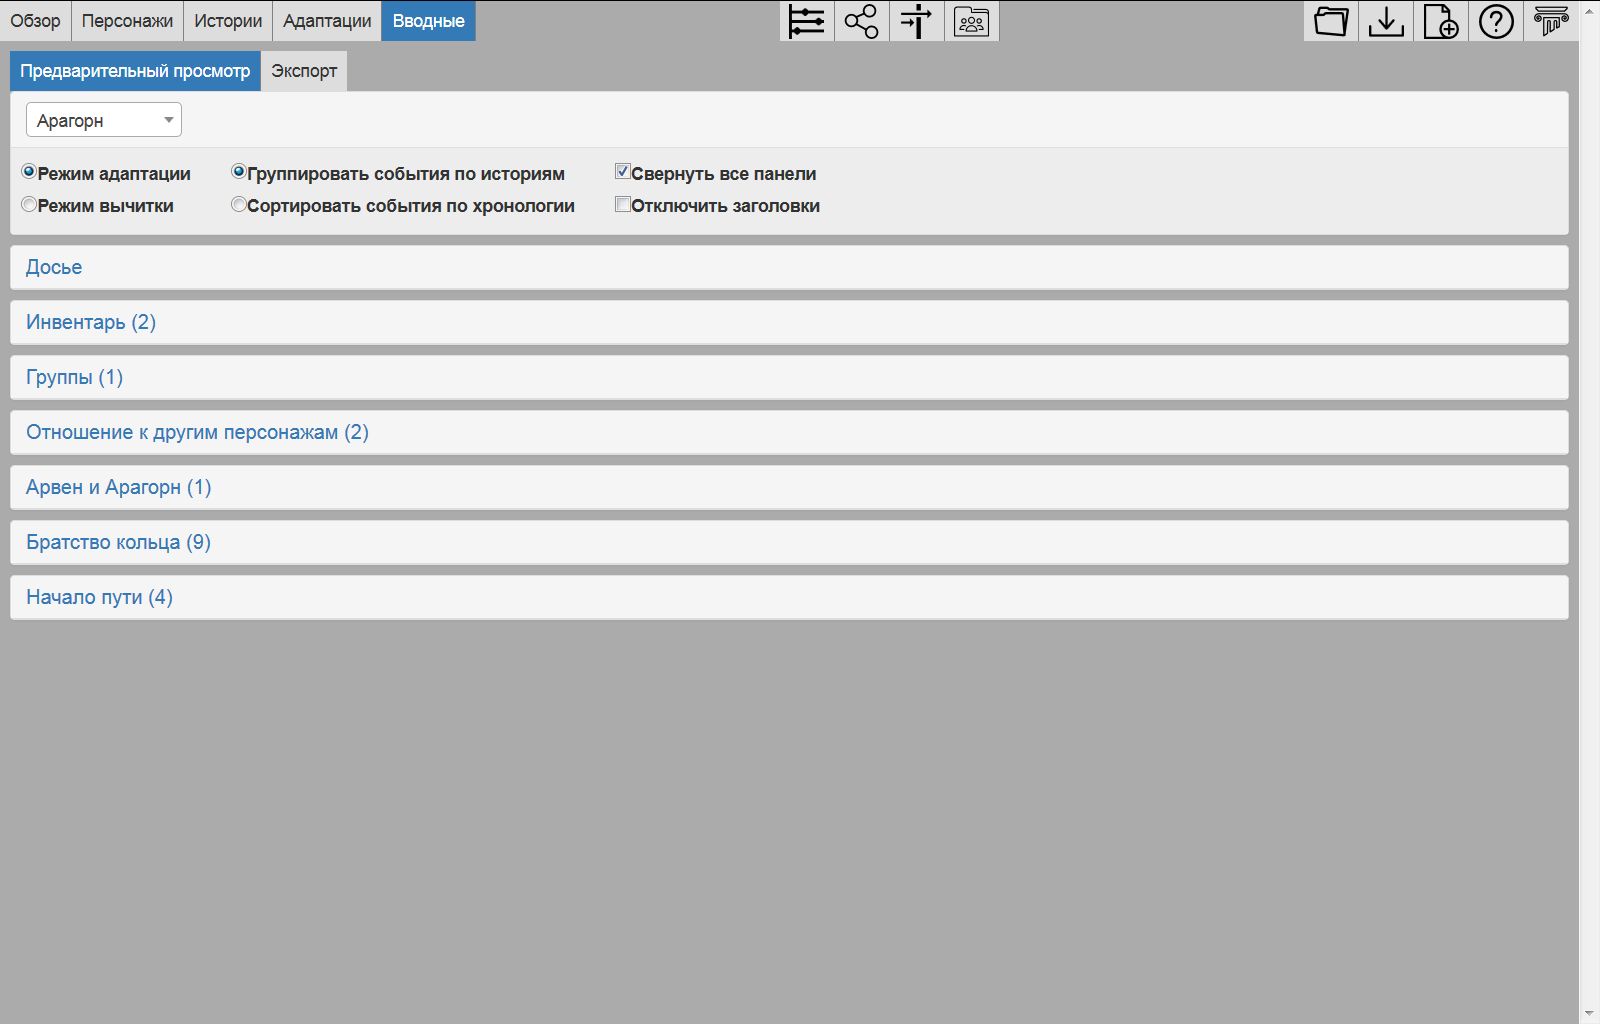 Обзор Персонажи Истории Адаптации Вводные
Предварительный просмотр Экспорт
Арагорн
Режим адаптации Группировать события по историям Свернуть все панели
Режим вычитки Сортировать события по хронологии Отключить заголовки
Досье
Инвентарь (2)
Группы (1)
Отношение к другим персонажам (2)
Арвен и Арагорн (1)
Братство кольца (9)
Начало пути (4)